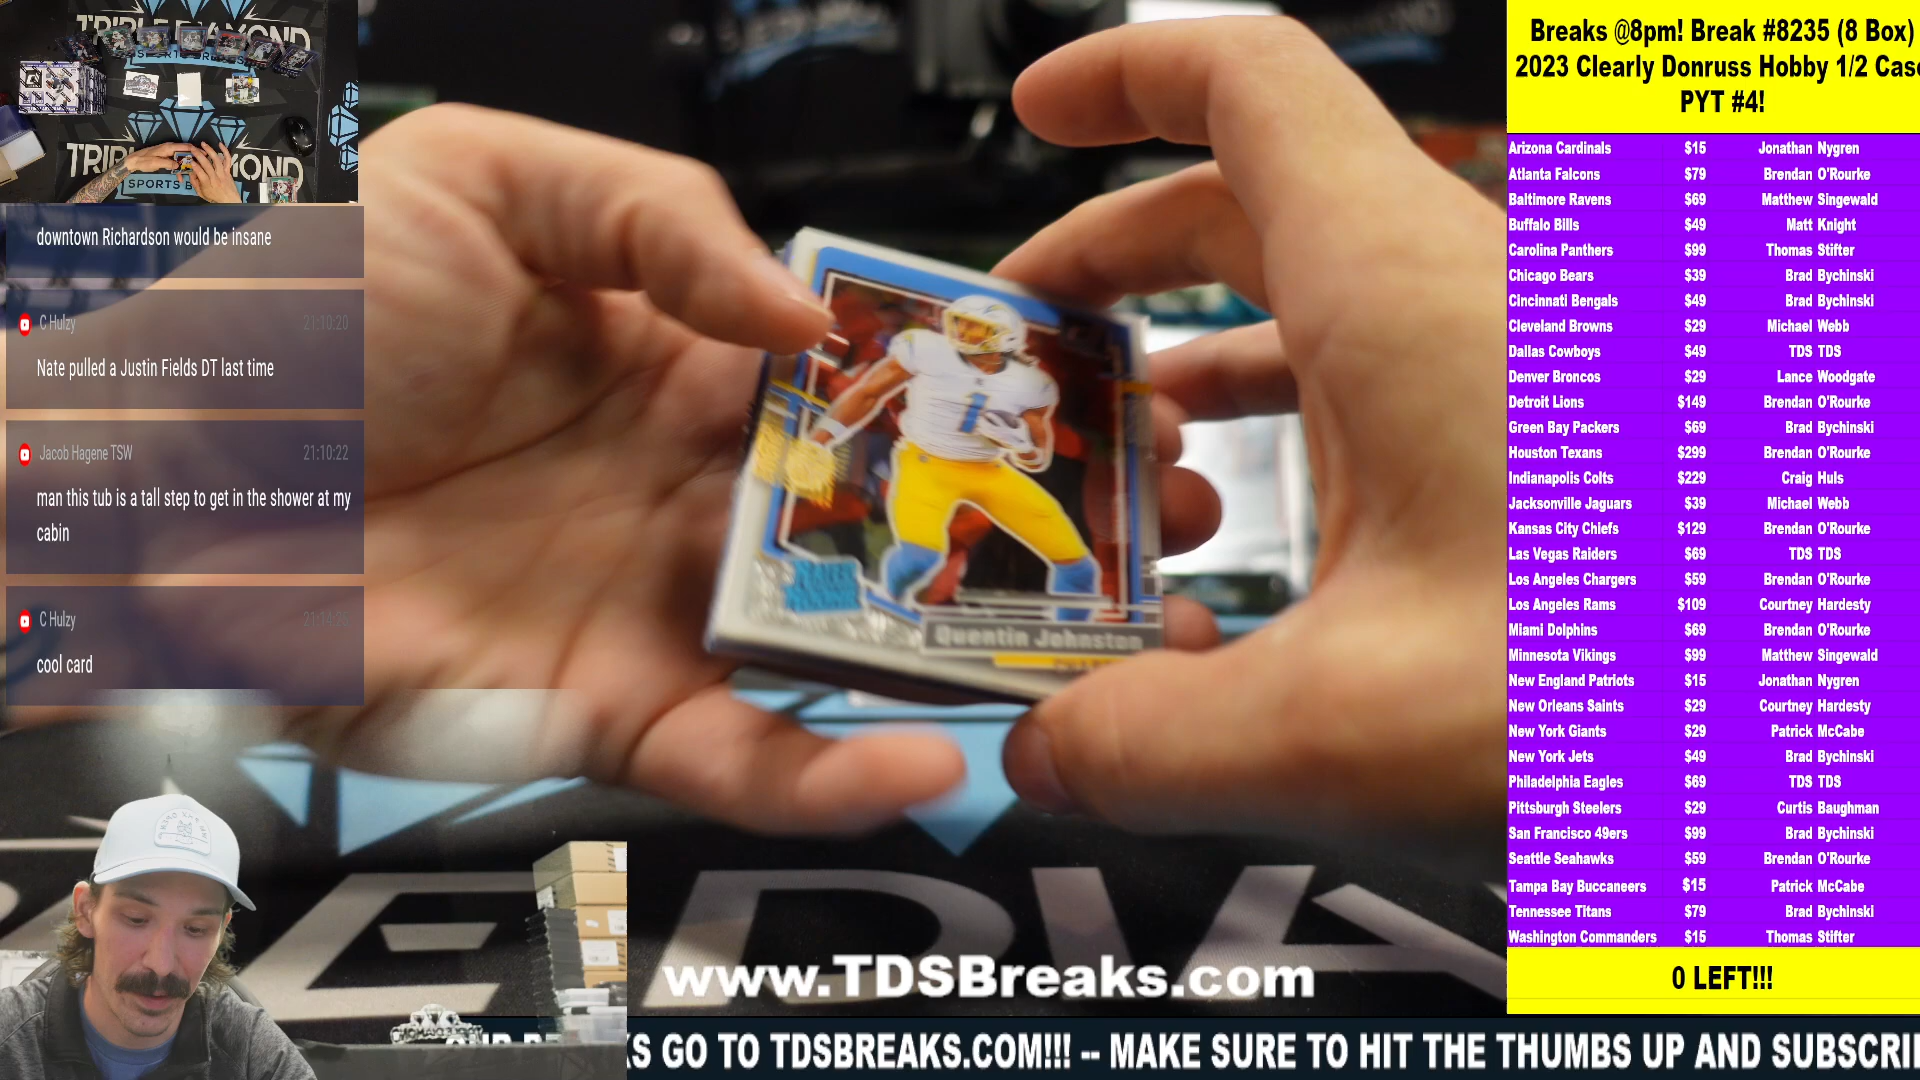 TRIPLE DIAMOND
SPORTS BREAKS
TRIPLE DIAMOND
SPORTS B
downtown Richardson would be insane
C Hulzy 21:10:20
Nate pulled a Justin Fields DT last time
Jacob Hagene TSW 21:10:22
man this tub is a tall step to get in the shower at my
cabin
C Hulzy
cool card
1
Quentin Johnston
www.TDSBreaks.com
KS GO TO TDSBREAKS.COM!!! -- MAKE SURE TO HIT THE THUMBS UP AND SUBSCRI
Breaks @8pm! Break #8235 (8 Box)
2023 Clearly Donruss Hobby 1/2 Case
PYT #4!
Arizona Cardinals $15 Jonathan Nygren
Atlanta Falcons $79 Brendan O'Rourke
Baltimore Ravens $69 Matthew Singewald
Buffalo Bills $49 Matt Knight
Carolina Panthers $99 Thomas Stifter
Chicago Bears $39 Brad Bychinski
Cincinnati Bengals $49 Brad Bychinski
Cleveland Browns $29 Michael Webb
Dallas Cowboys $49 TDS TDS
Denver Broncos $29 Lance Woodgate
Detroit Lions $149 Brendan O'Rourke
Green Bay Packers $69 Brad Bychinski
Houston Texans $299 Brendan O'Rourke
Indianapolis Colts $229 Craig Huls
Jacksonville Jaguars $39 Michael Webb
Kansas City Chiefs $129 Brendan O'Rourke
Las Vegas Raiders $69 TDS TDS
Los Angeles Chargers $59 Brendan O'Rourke
Los Angeles Rams $109 Courtney Hardesty
Miami Dolphins $69 Brendan O'Rourke
Minnesota Vikings $99 Matthew Singewald
New England Patriots $15 Jonathan Nygren
New Orleans Saints $29 Courtney Hardesty
New York Giants $29 Patrick McCabe
New York Jets $49 Brad Bychinski
Philadelphia Eagles $69 TDS TDS
Pittsburgh Steelers $29 Curtis Baughman
San Francisco 49ers $99 Brad Bychinski
Seattle Seahawks $59 Brendan O'Rourke
Tampa Bay Buccaneers $15 Patrick McCabe
Tennessee Titans $79 Brad Bychinski
Washington Commanders $15 Thomas Stifter
0 LEFT!!!